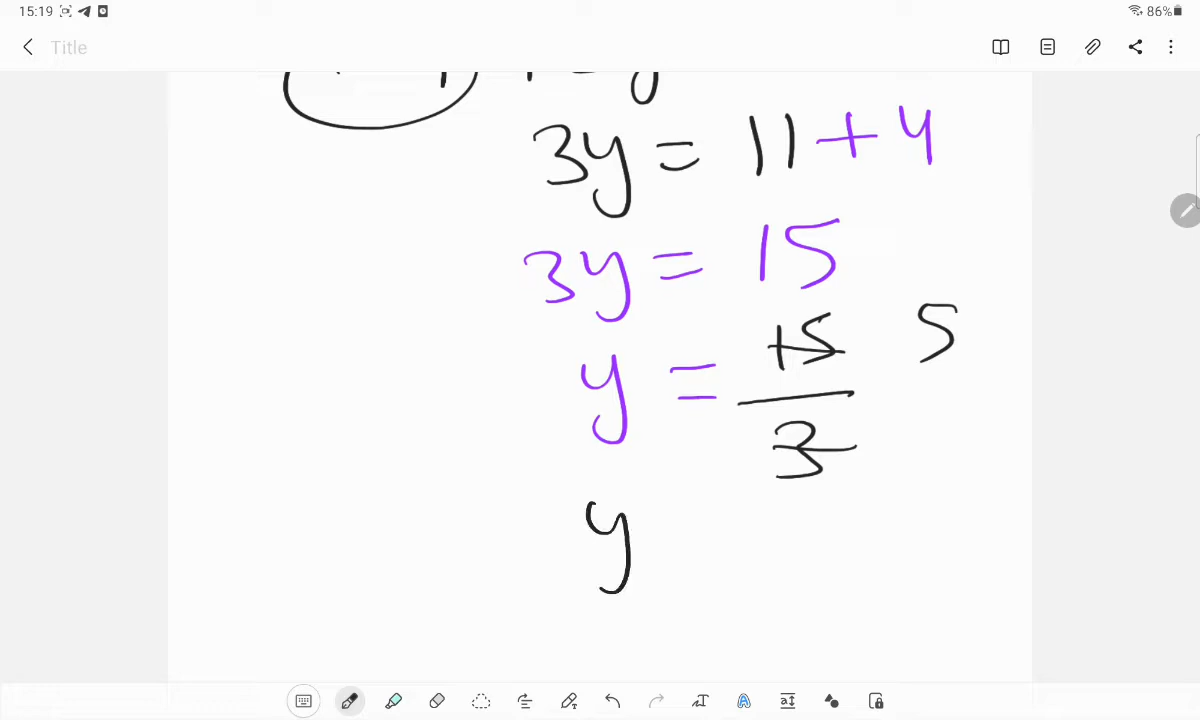 15:19 86%
Title
3y = 11 + 4
3y = 15
y = 15/3 5
y